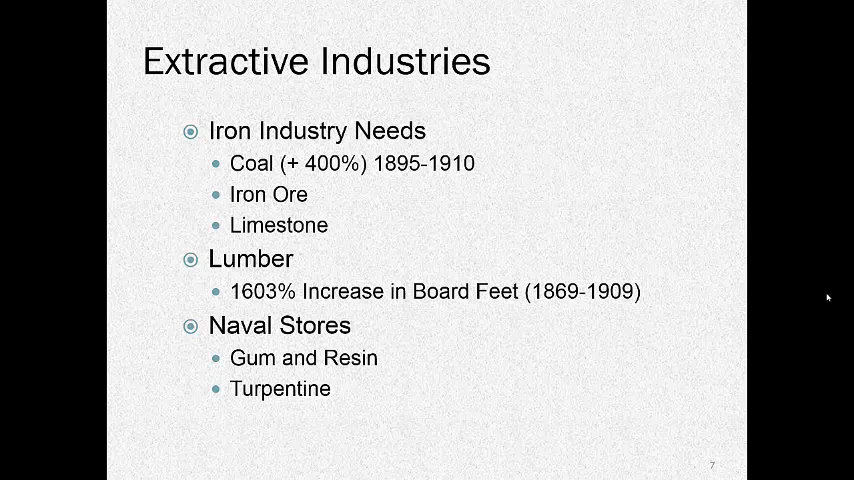 Extractive Industries
Iron Industry Needs
Coal (+ 400%) 1895-1910
Iron Ore
Limestone
Lumber
1603% Increase in Board Feet (1869-1909)
Naval Stores
Gum and Resin
Turpentine
7